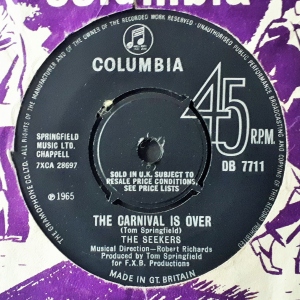 COLUMBIA
ALL RIGHTS OF THE MANUFACTURER AND OF THE OWNER OF THE RECORDED WORK RESERVED
UNAUTHORISED PUBLIC PERFORMANCE BROADCASTING AND COPYING OF THIS RECORD PROHIBITED
THE GRAMOPHONE CO. LTD.
COLUMBIA
45
R.P.M.
DB 7711
SPRINGFIELD
MUSIC LTD.
CHAPPELL
7XCA 28697
SOLD IN U.K. SUBJECT TO
RESALE PRICE CONDITIONS,
SEE PRICE LISTS
℗ 1965
THE CARNIVAL IS OVER
(Tom Springfield)
THE SEEKERS
Musical Direction–Robert Richards
Produced by Tom Springfield
for F.X.B. Productions
MADE IN GT. BRITAIN